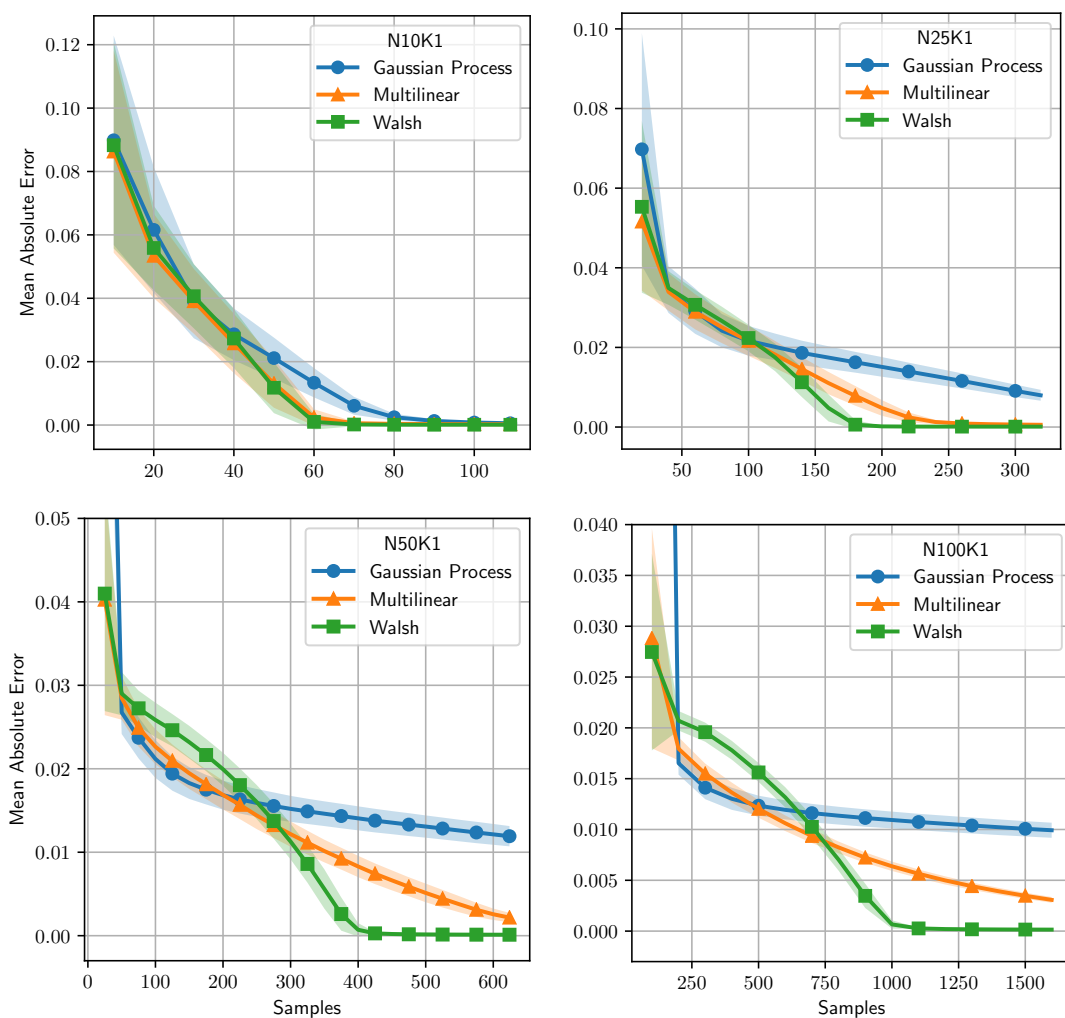 N10K1
Gaussian Process
Multilinear
Walsh
Mean Absolute Error
0.12
0.10
0.08
0.06
0.04
0.02
0.00
20
40
60
80
100
N25K1
Gaussian Process
Multilinear
Walsh
0.10
0.08
0.06
0.04
0.02
0.00
50
100
150
200
250
300
N50K1
Gaussian Process
Multilinear
Walsh
Mean Absolute Error
0.05
0.04
0.03
0.02
0.01
0.00
0
100
200
300
400
500
600
Samples
N100K1
Gaussian Process
Multilinear
Walsh
0.040
0.035
0.030
0.025
0.020
0.015
0.010
0.005
0.000
250
500
750
1000
1250
1500
Samples